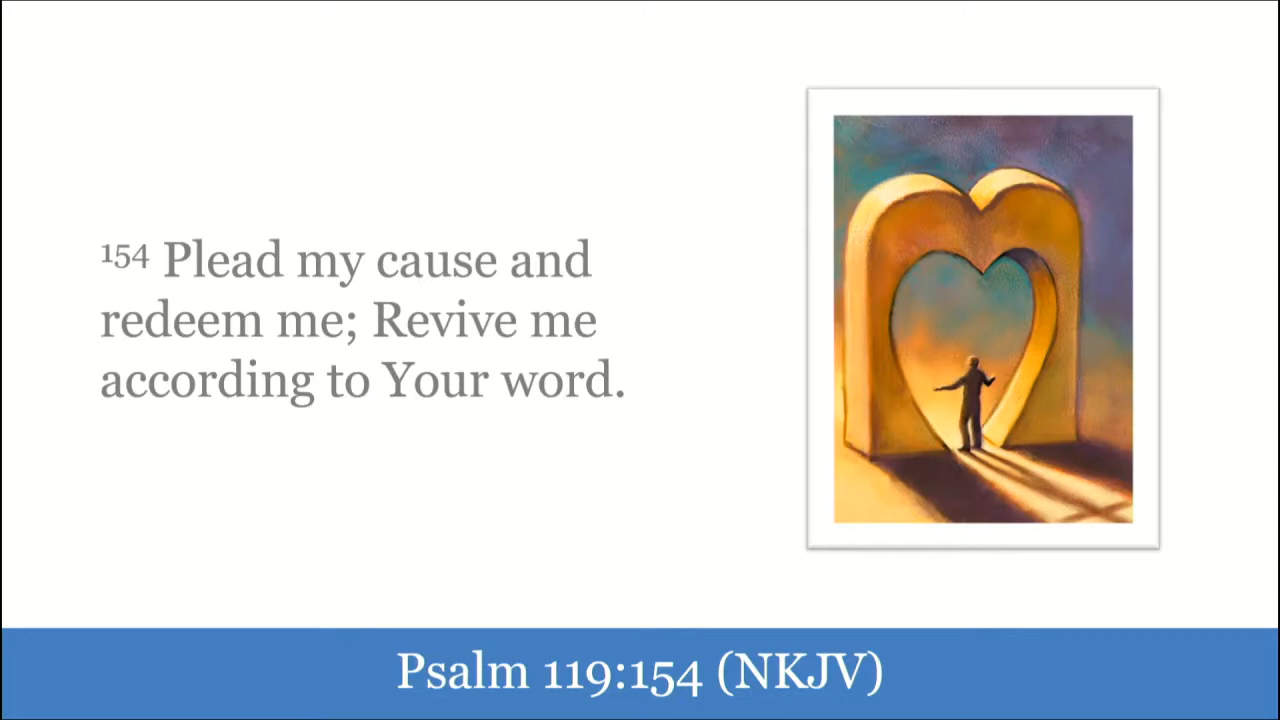 154 Plead my cause and
redeem me; Revive me
according to Your word.
Psalm 119:154 (NKJV)